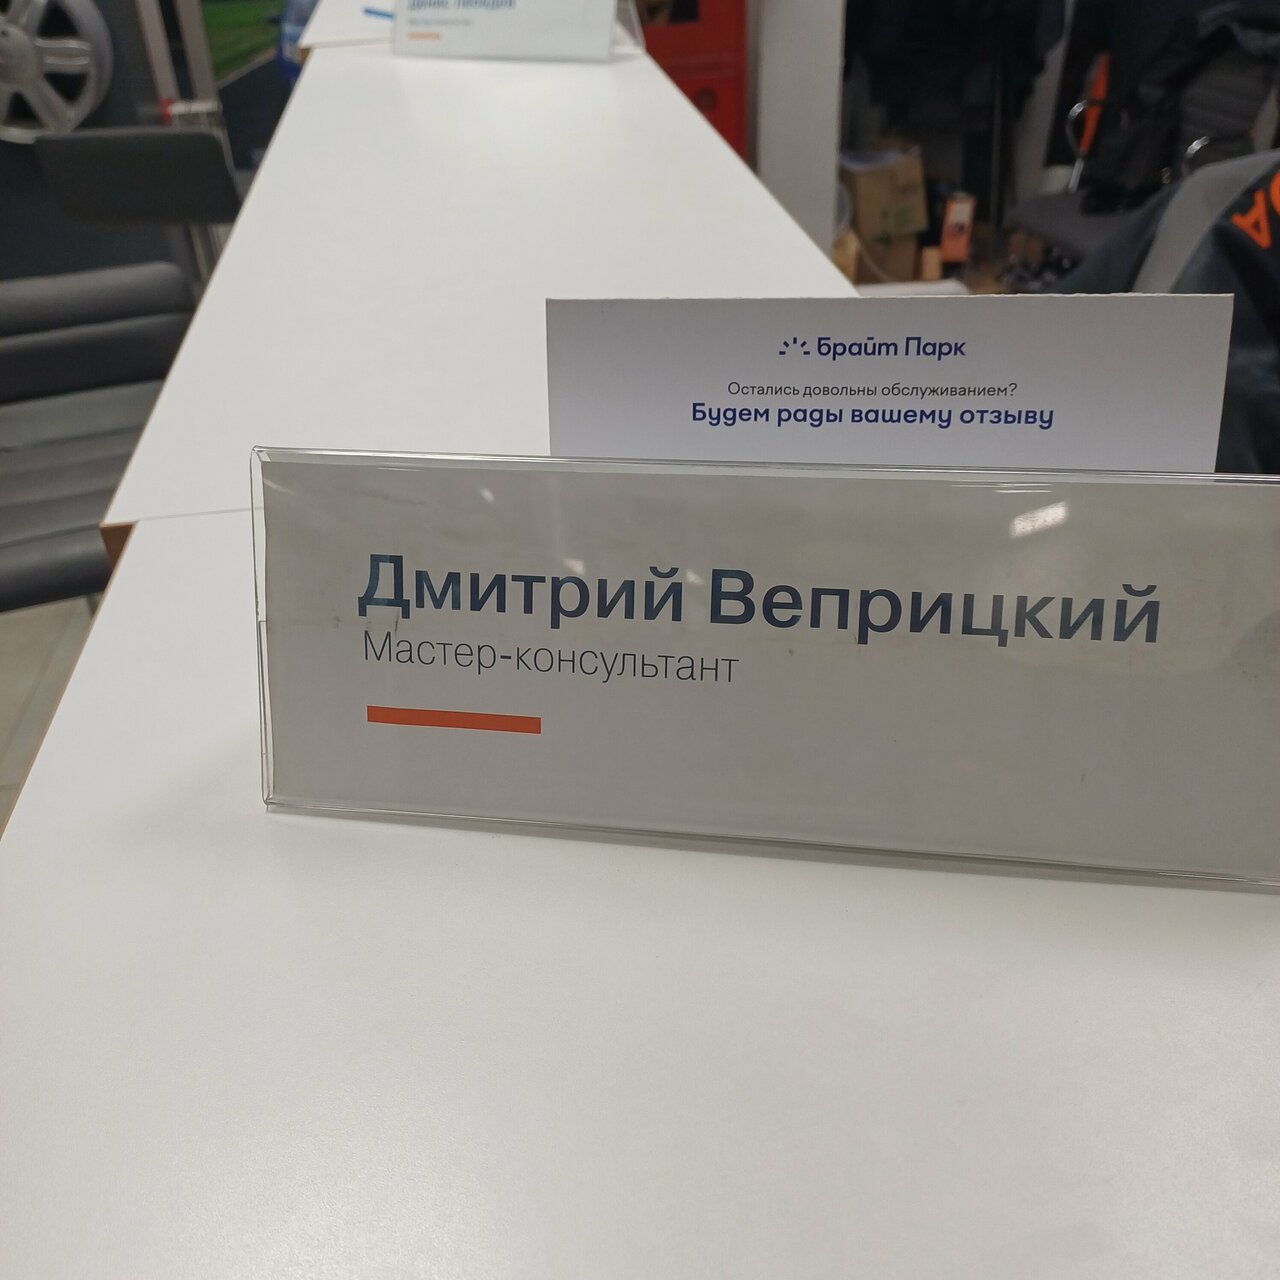 Брайт Парк
Остались довольны обслуживанием?
Будем рады вашему отзыву
Дмитрий Веприцкий
Мастер-консультант